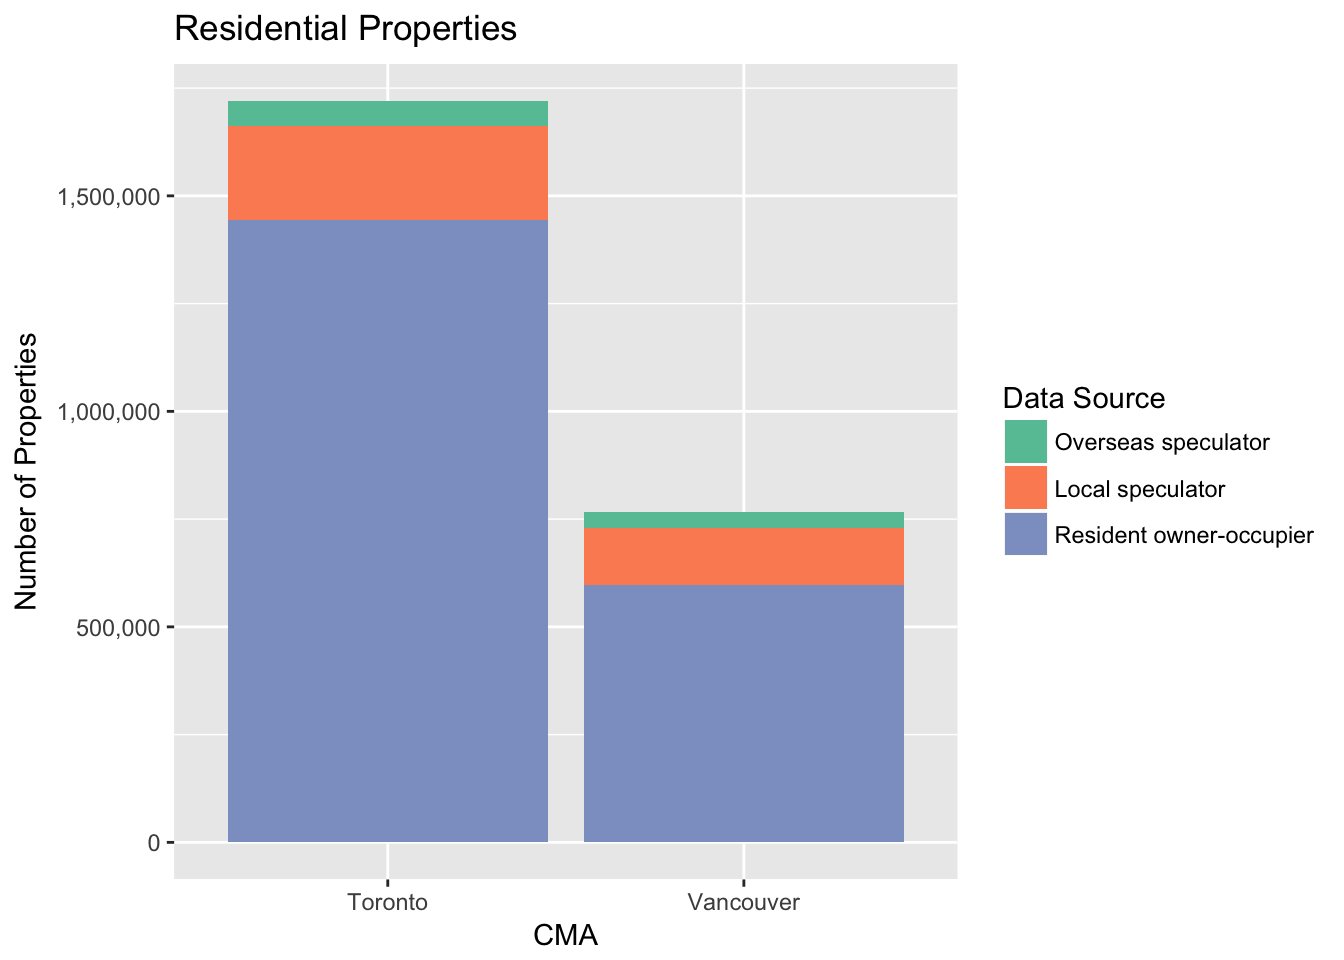 Residential Properties
Number of Properties
1,500,000
1,000,000
500,000
0
Toronto
Vancouver
CMA
Data Source
Overseas speculator
Local speculator
Resident owner-occupier